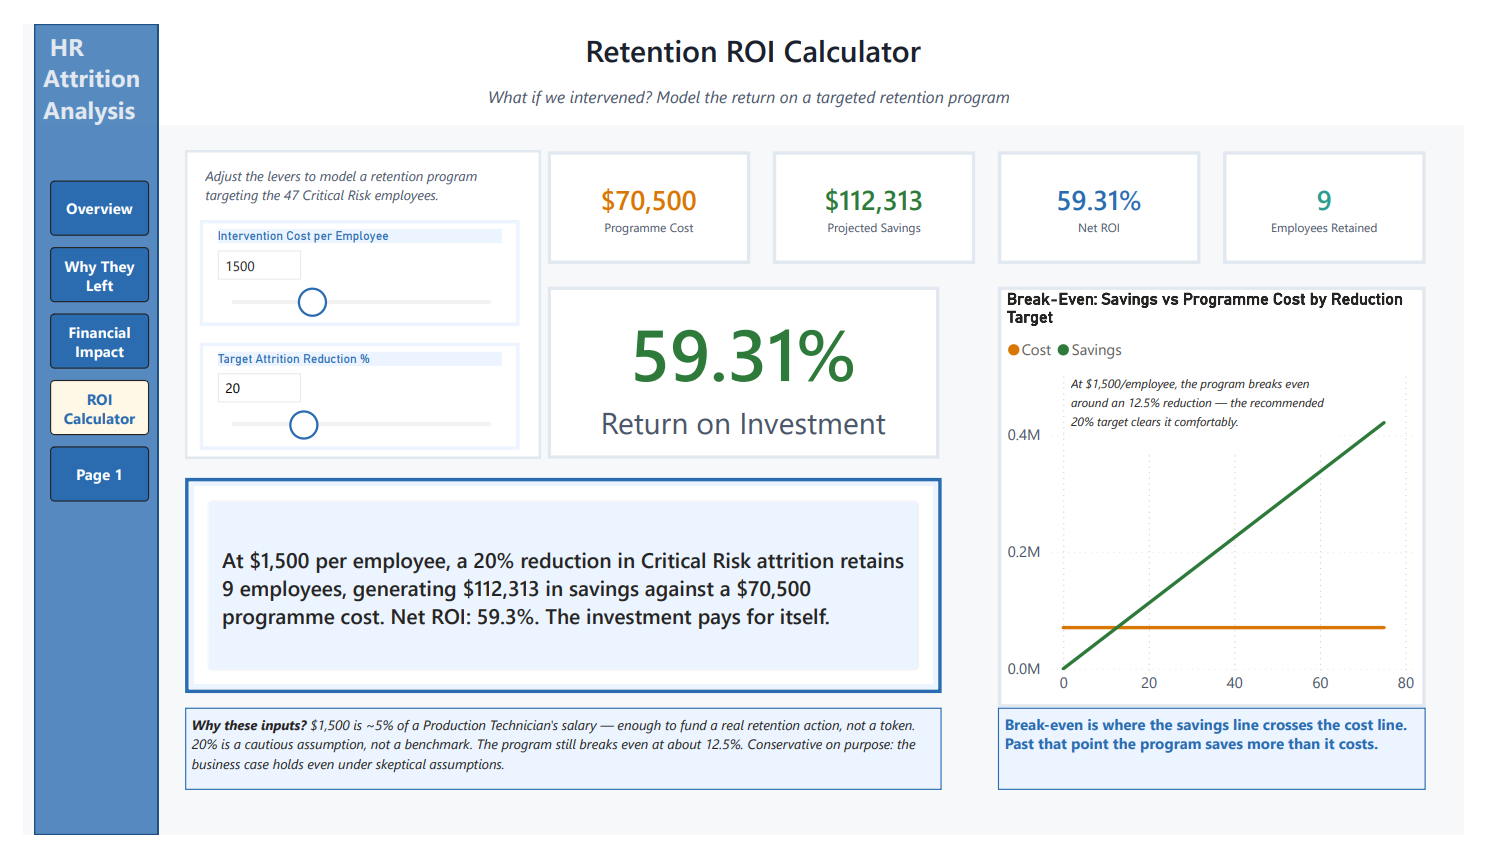 HR
Attrition
Analysis
Overview
Why They
Left
Financial
Impact
ROI
Calculator
Page 1
Retention ROI Calculator
What if we intervened? Model the return on a targeted retention program
Adjust the levers to model a retention program
targeting the 47 Critical Risk employees.
Intervention Cost per Employee
1500
Target Attrition Reduction %
20
$70,500
Programme Cost
$112,313
Projected Savings
59.31%
Net ROI
9
Employees Retained
59.31%
Return on Investment
Break-Even: Savings vs Programme Cost by Reduction
Target
Cost Savings
At $1,500/employee, the program breaks even
around an 12.5% reduction — the recommended
20% target clears it comfortably.
0.4M
0.2M
0.0M
0 20 40 60 80
At $1,500 per employee, a 20% reduction in Critical Risk attrition retains
9 employees, generating $112,313 in savings against a $70,500
programme cost. Net ROI: 59.3%. The investment pays for itself.
Why these inputs? $1,500 is ~5% of a Production Technician's salary — enough to fund a real retention action, not a token.
20% is a cautious assumption, not a benchmark. The program still breaks even at about 12.5%. Conservative on purpose: the
business case holds even under skeptical assumptions.
Break-even is where the savings line crosses the cost line.
Past that point the program saves more than it costs.